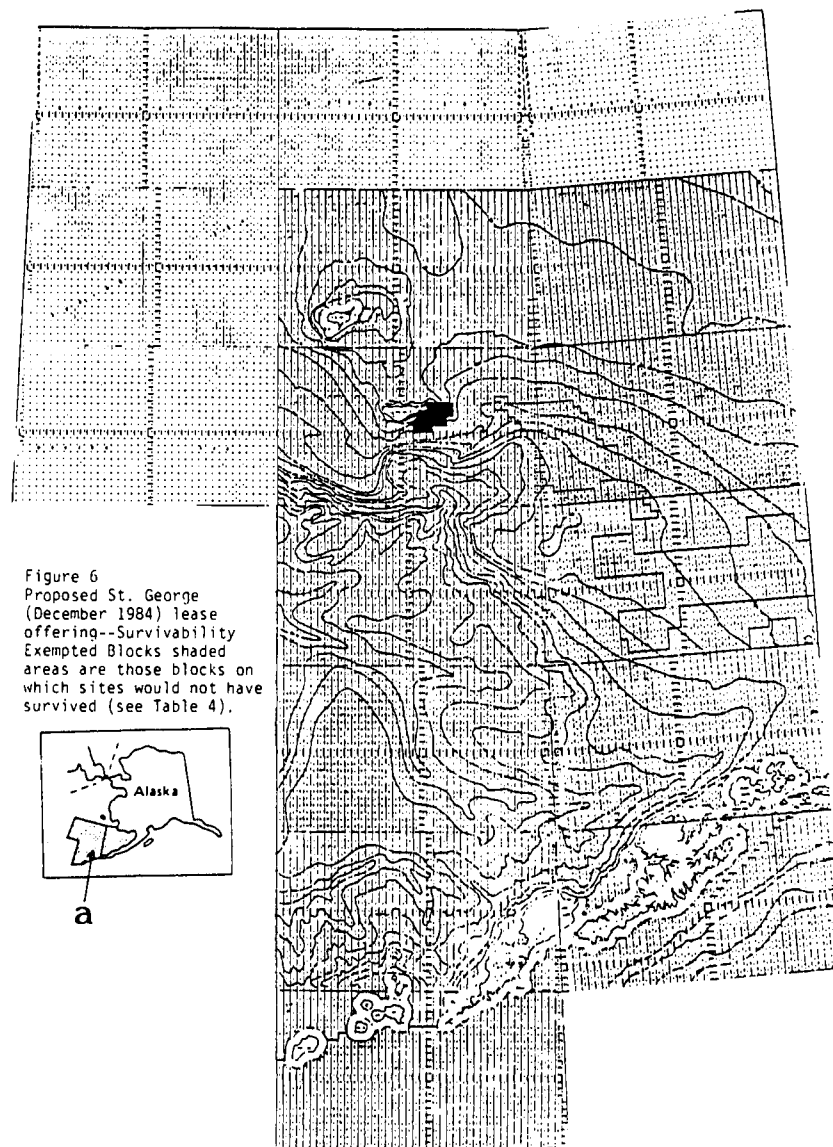 Figure 6
Proposed St. George
(December 1984) lease
offering--Survivability
Exempted Blocks shaded
areas are those blocks on
which sites would not have
survived (see Table 4).
Alaska
a